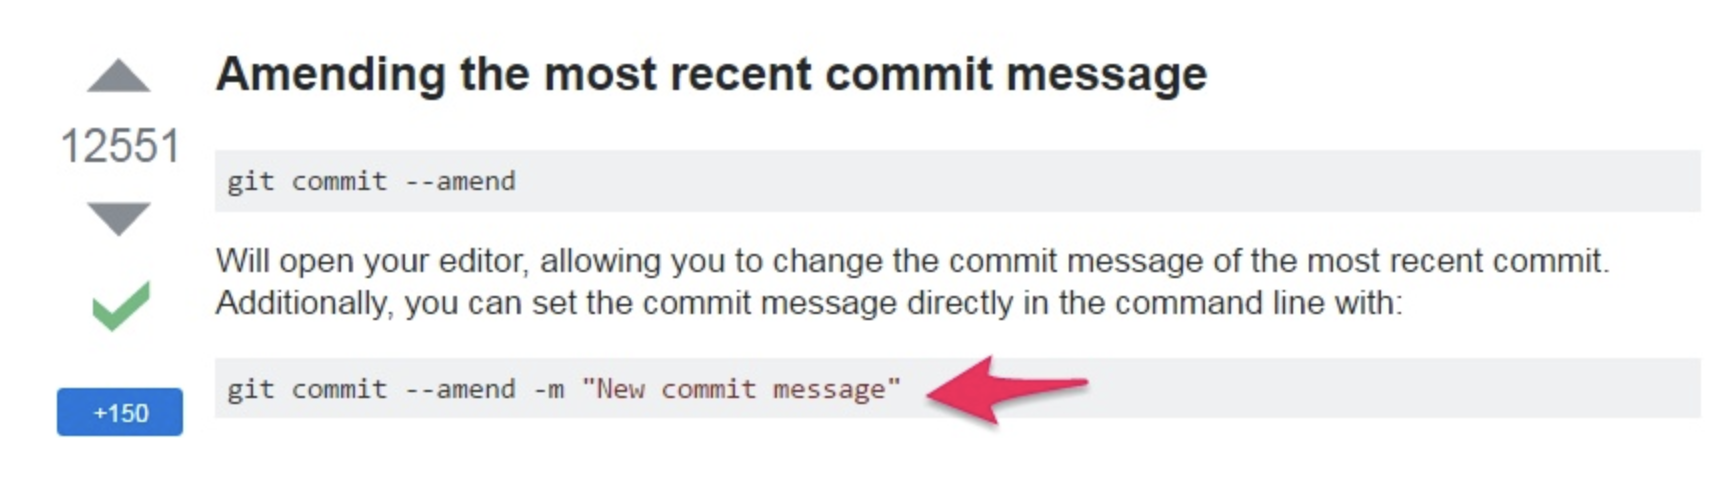 Amending the most recent commit message
12551
git commit --amend
Will open your editor, allowing you to change the commit message of the most recent commit.
Additionally, you can set the commit message directly in the command line with:
git commit --amend -m "New commit message"
+150